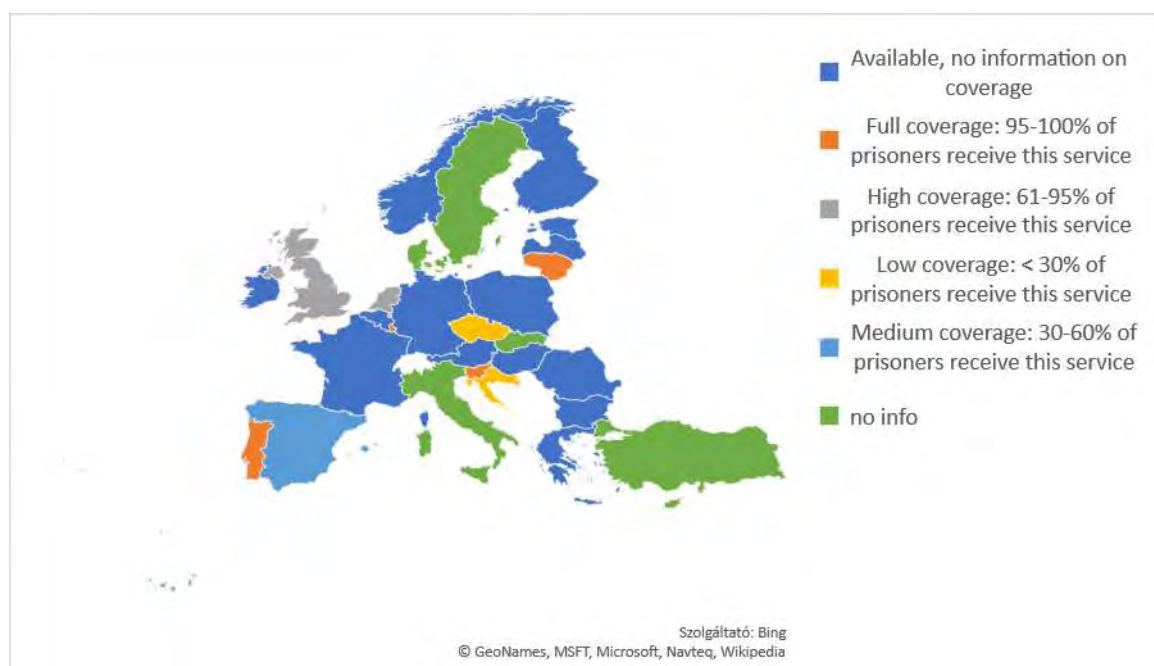 Available, no information on
coverage
Full coverage: 95-100% of
prisoners receive this service
High coverage: 61-95% of
prisoners receive this service
Low coverage: < 30% of
prisoners receive this service
Medium coverage: 30-60% of
prisoners receive this service
no info
Szolgáltató: Bing
© GeoNames, MSFT, Microsoft, Navteq, Wikipedia